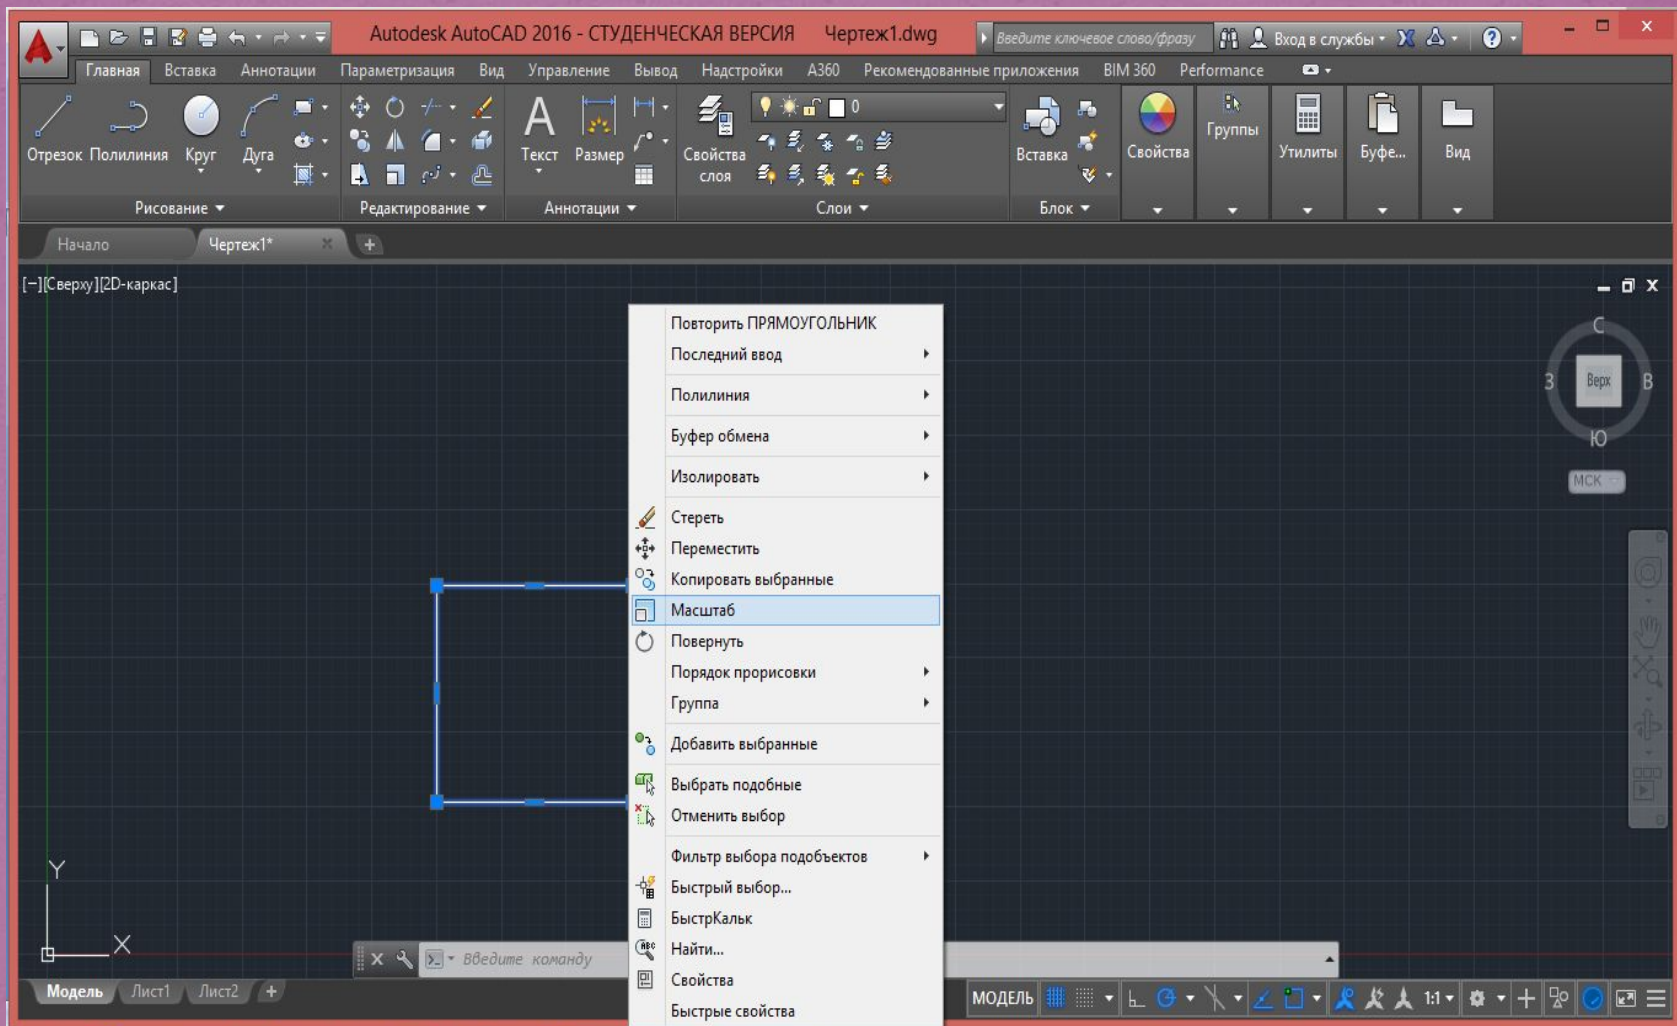 Autodesk AutoCAD 2016 - СТУДЕНЧЕСКАЯ ВЕРСИЯ Чертеж1.dwg
Введите ключевое слово/фразу
Вход в службы
Главная Вставка Аннотации Параметризация Вид Управление Вывод Надстройки A360 Рекомендованные приложения BIM 360 Performance
0
Отрезок Полилиния Круг Дуга
Текст Размер
Свойства слоя
Вставка
Свойства
Группы
Утилиты
Буфе...
Вид
Рисование Редактирование Аннотации Слои Блок
Начало Чертеж1*
[−][Сверху][2D-каркас]
С
З Верх В
Ю
МСК
Повторить ПРЯМОУГОЛЬНИК
Последний ввод
Полилиния
Буфер обмена
Изолировать
Стереть
Переместить
Копировать выбранные
Масштаб
Повернуть
Порядок прорисовки
Группа
Добавить выбранные
Выбрать подобные
Отменить выбор
Фильтр выбора подобъектов
Быстрый выбор...
БыстрКальк
Найти...
Свойства
Быстрые свойства
Y
X
Введите команду
Модель Лист1 Лист2 +
МОДЕЛЬ 1:1